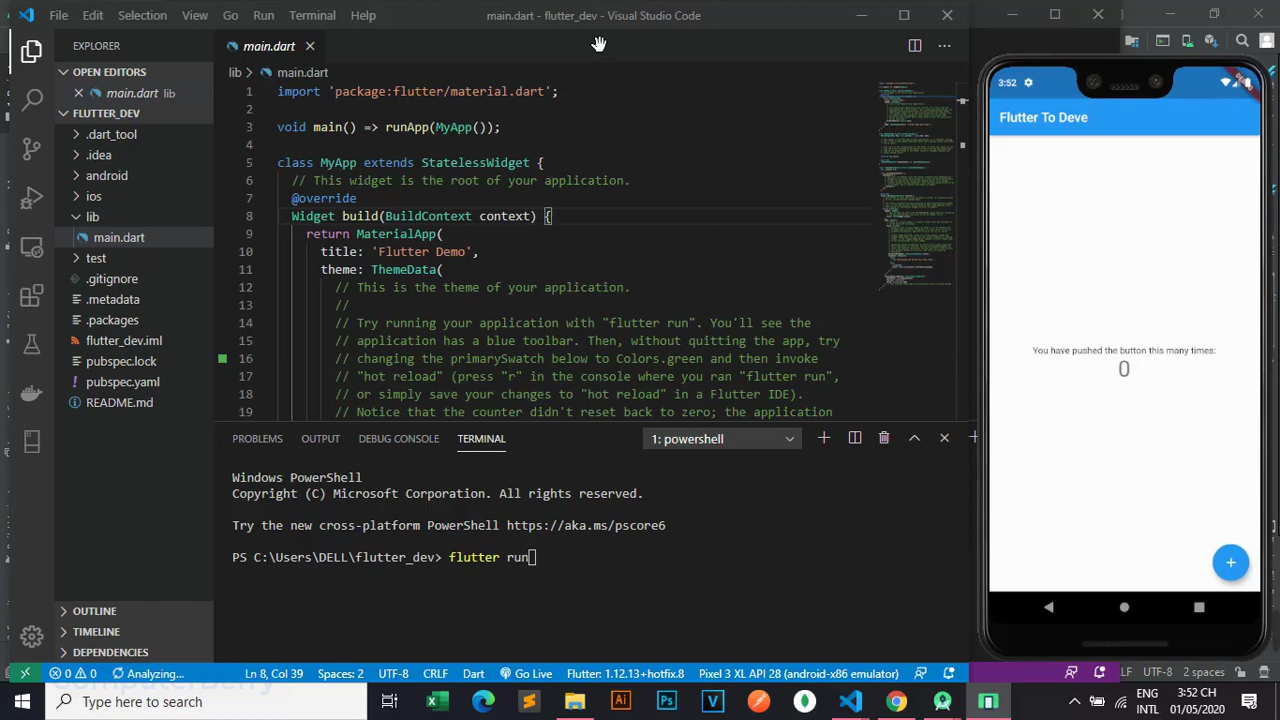 File Edit Selection View Go Run Terminal Help
main.dart - flutter_dev - Visual Studio Code
EXPLORER
OPEN EDITORS
main.dart lib
FLUTTER_DEV
.dart_tool
.idea
android
ios
lib
main.dart
test
.gitignore
.metadata
.packages
flutter_dev.iml
pubspec.lock
pubspec.yaml
README.md
OUTLINE
TIMELINE
DEPENDENCIES
main.dart
lib > main.dart
1 import 'package:flutter/material.dart';
2
3 void main() => runApp(MyApp());
4
5 class MyApp extends StatelessWidget {
6 // This widget is the root of your application.
7 @override
8 Widget build(BuildContext context) {
9 return MaterialApp(
10 title: 'Flutter Demo',
11 theme: ThemeData(
12 // This is the theme of your application.
13 //
14 // Try running your application with "flutter run". You'll see the
15 // application has a blue toolbar. Then, without quitting the app, try
16 // changing the primarySwatch below to Colors.green and then invoke
17 // "hot reload" (press "r" in the console where you ran "flutter run",
18 // or simply save your changes to "hot reload" in a Flutter IDE).
19 // Notice that the counter didn't reset back to zero; the application
PROBLEMS OUTPUT DEBUG CONSOLE TERMINAL
1: powershell
Windows PowerShell
Copyright (C) Microsoft Corporation. All rights reserved.
Try the new cross-platform PowerShell https://aka.ms/pscore6
PS C:\Users\DELL\flutter_dev> flutter run
0 0 Analyzing... Ln 8, Col 39 Spaces: 2 UTF-8 CRLF Dart Go Live Flutter: 1.12.13+hotfix.8 Pixel 3 XL API 28 (android-x86 emulator)
3:52
Flutter To Deve
You have pushed the button this many times:
0
LF UTF-8 2 spaces
Type here to search
ENG
INTL
3:52 CH
01/05/2020